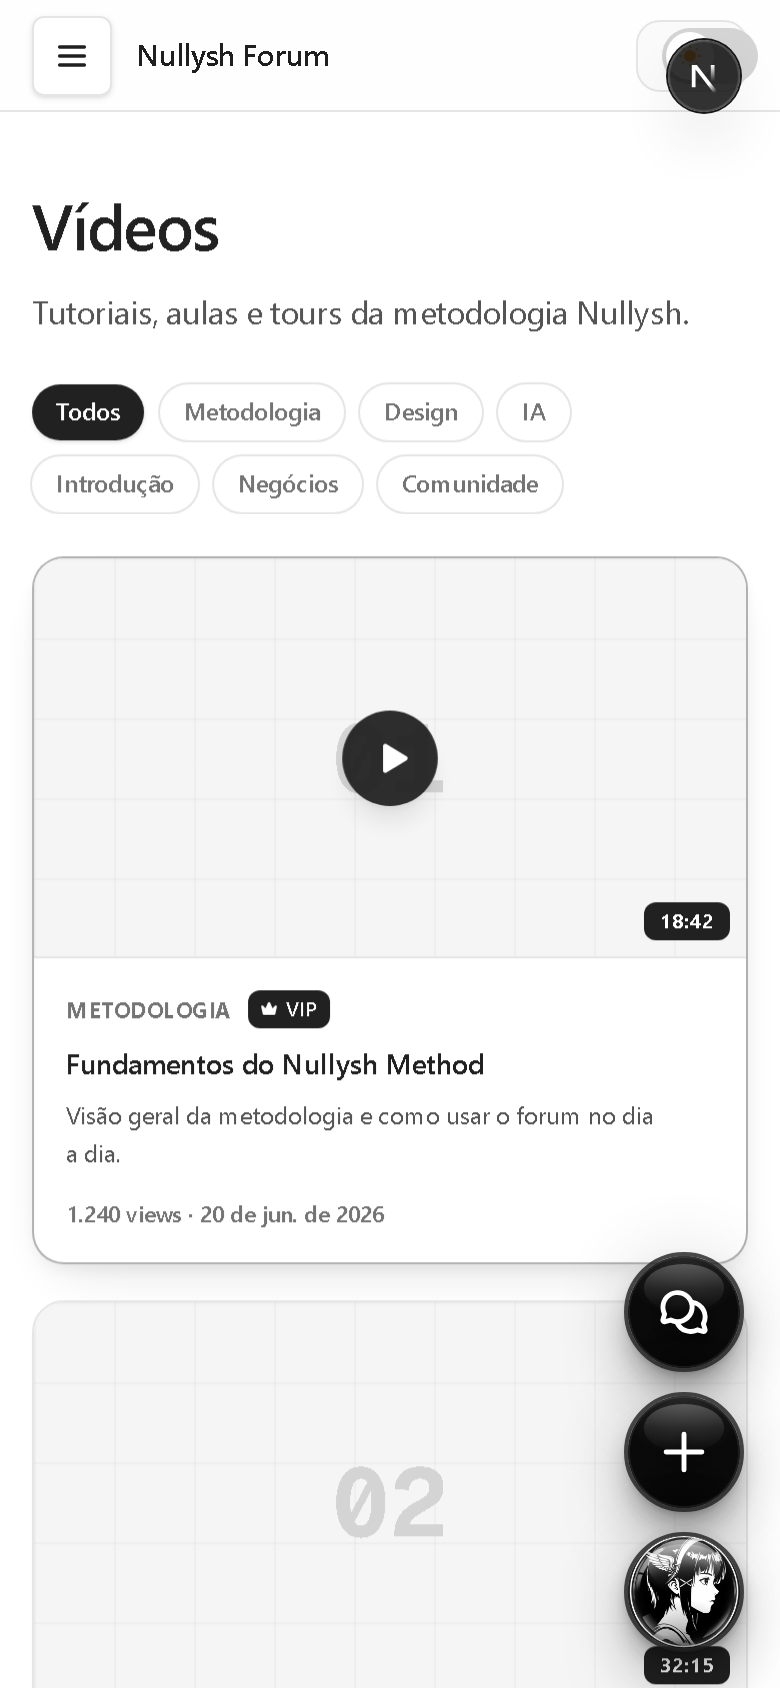 Nullysh Forum
N
Vídeos
Tutoriais, aulas e tours da metodologia Nullysh.
Todos
Metodologia
Design
IA
Introdução
Negócios
Comunidade
18:42
METODOLOGIA
VIP
Fundamentos do Nullysh Method
Visão geral da metodologia e como usar o forum no dia
a dia.
1.240 views · 20 de jun. de 2026
02
32:15